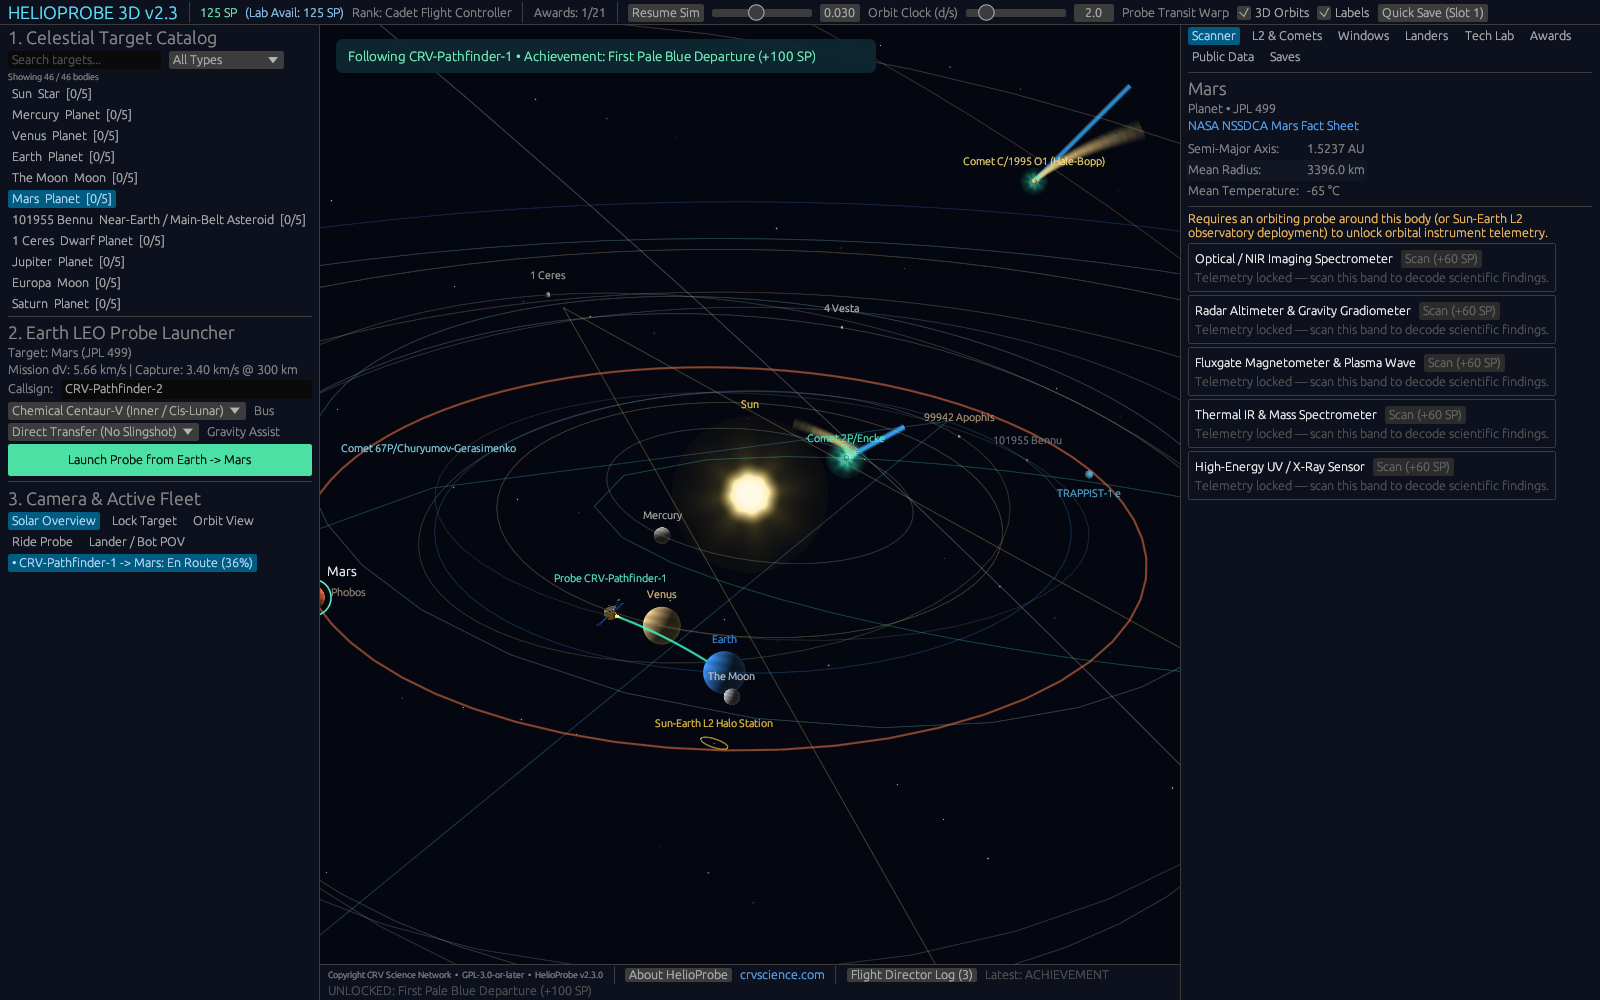 HELIOPROBE 3D v2.3 125 SP (Lab Avail: 125 SP) Rank: Cadet Flight Controller Awards: 1/21 Resume Sim 0.030 Orbit Clock (d/s) 2.0 Probe Transit Warp 3D Orbits Labels Quick Save (Slot 1)
1. Celestial Target Catalog
Search targets... All Types
Showing 46 / 46 bodies
Sun Star [0/5]
Mercury Planet [0/5]
Venus Planet [0/5]
Earth Planet [0/5]
The Moon Moon [0/5]
Mars Planet [0/5]
101955 Bennu Near-Earth / Main-Belt Asteroid [0/5]
1 Ceres Dwarf Planet [0/5]
Jupiter Planet [0/5]
Europa Moon [0/5]
Saturn Planet [0/5]
2. Earth LEO Probe Launcher
Target: Mars (JPL 499)
Mission dV: 5.66 km/s | Capture: 3.40 km/s @ 300 km
Callsign: CRV-Pathfinder-2
Chemical Centaur-V (Inner / Cis-Lunar) Bus
Direct Transfer (No Slingshot) Gravity Assist
Launch Probe from Earth -> Mars
3. Camera & Active Fleet
Solar Overview Lock Target Orbit View
Ride Probe Lander / Bot POV
• CRV-Pathfinder-1 -> Mars: En Route (36%)
Following CRV-Pathfinder-1 • Achievement: First Pale Blue Departure (+100 SP)
Comet C/1995 O1 (Hale-Bopp)
1 Ceres
4 Vesta
Sun
99942 Apophis
Comet 2P/Encke
101955 Bennu
Comet 67P/Churyumov-Gerasimenko
TRAPPIST-1 e
Mercury
Mars
Phobos
Probe CRV-Pathfinder-1
Venus
Earth
The Moon
Sun-Earth L2 Halo Station
Copyright CRV Science Network • GPL-3.0-or-later • HelioProbe v2.3.0 About HelioProbe crvscience.com Flight Director Log (3) Latest: ACHIEVEMENT
UNLOCKED: First Pale Blue Departure (+100 SP)
Scanner L2 & Comets Windows Landers Tech Lab Awards
Public Data Saves
Mars
Planet • JPL 499
NASA NSSDCA Mars Fact Sheet
Semi-Major Axis: 1.5237 AU
Mean Radius: 3396.0 km
Mean Temperature: -65 °C
Requires an orbiting probe around this body (or Sun-Earth L2
observatory deployment) to unlock orbital instrument telemetry.
Optical / NIR Imaging Spectrometer Scan (+60 SP)
Telemetry locked — scan this band to decode scientific findings.
Radar Altimeter & Gravity Gradiometer Scan (+60 SP)
Telemetry locked — scan this band to decode scientific findings.
Fluxgate Magnetometer & Plasma Wave Scan (+60 SP)
Telemetry locked — scan this band to decode scientific findings.
Thermal IR & Mass Spectrometer Scan (+60 SP)
Telemetry locked — scan this band to decode scientific findings.
High-Energy UV / X-Ray Sensor Scan (+60 SP)
Telemetry locked — scan this band to decode scientific findings.